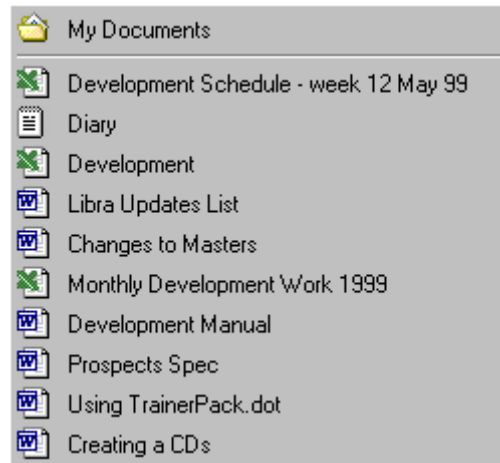 My Documents
Development Schedule - week 12 May 99
Diary
Development
Libra Updates List
Changes to Masters
Monthly Development Work 1999
Development Manual
Prospects Spec
Using TrainerPack.dot
Creating a CDs